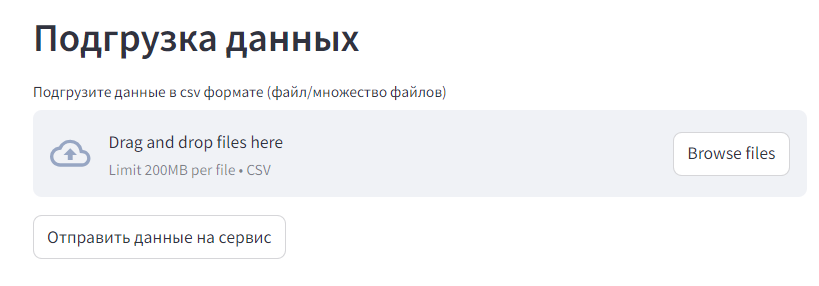 Подгрузка данных
Подгрузите данные в csv формате (файл/множество файлов)
Drag and drop files here
Limit 200MB per file • CSV
Browse files
Отправить данные на сервис